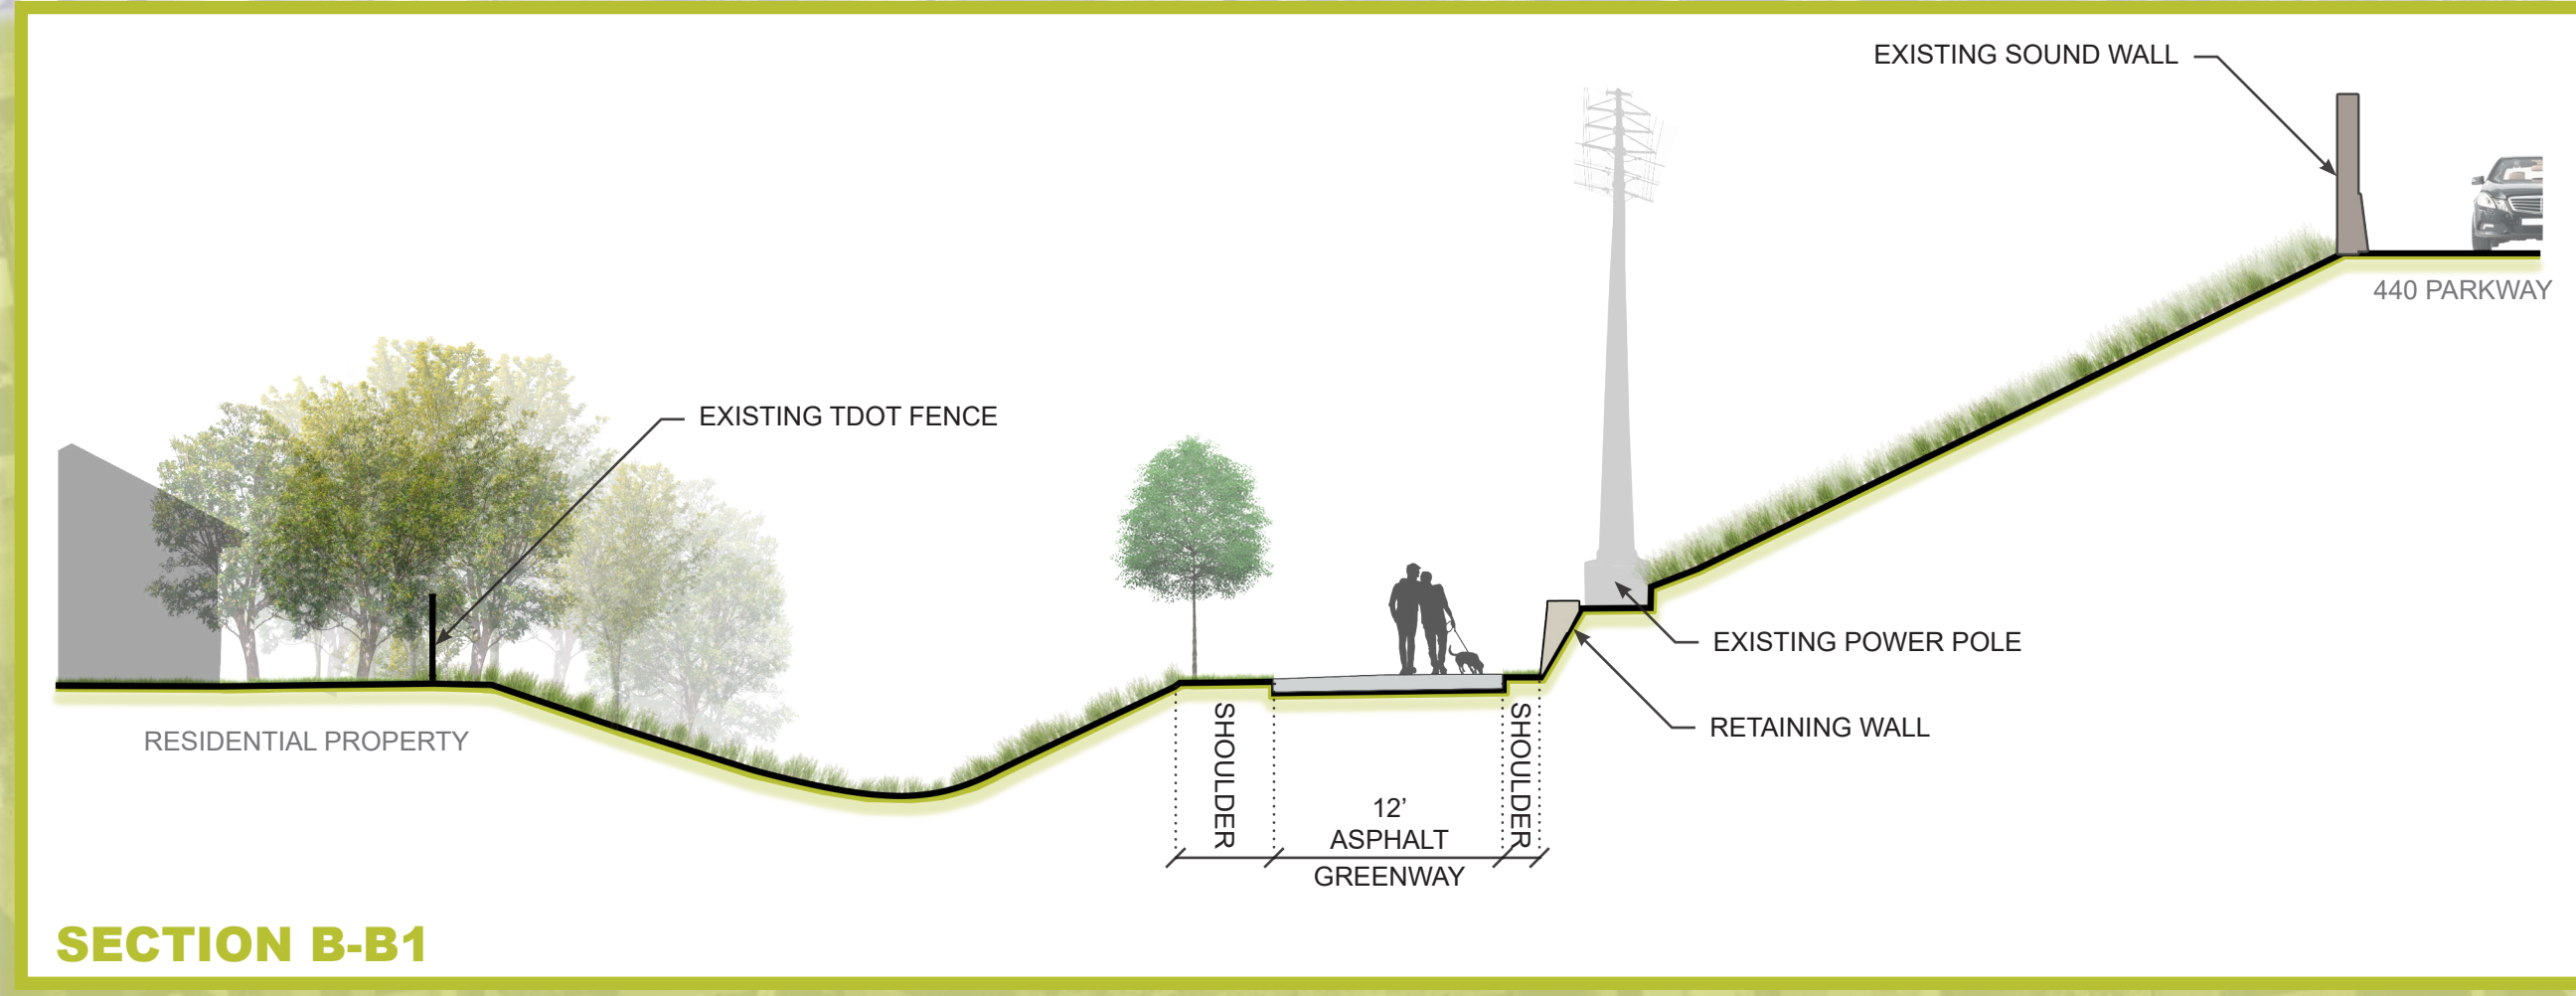 EXISTING SOUND WALL
440 PARKWAY
EXISTING TDOT FENCE
EXISTING POWER POLE
RETAINING WALL
RESIDENTIAL PROPERTY
SHOULDER
12’
ASPHALT
GREENWAY
SHOULDER
SECTION B-B1